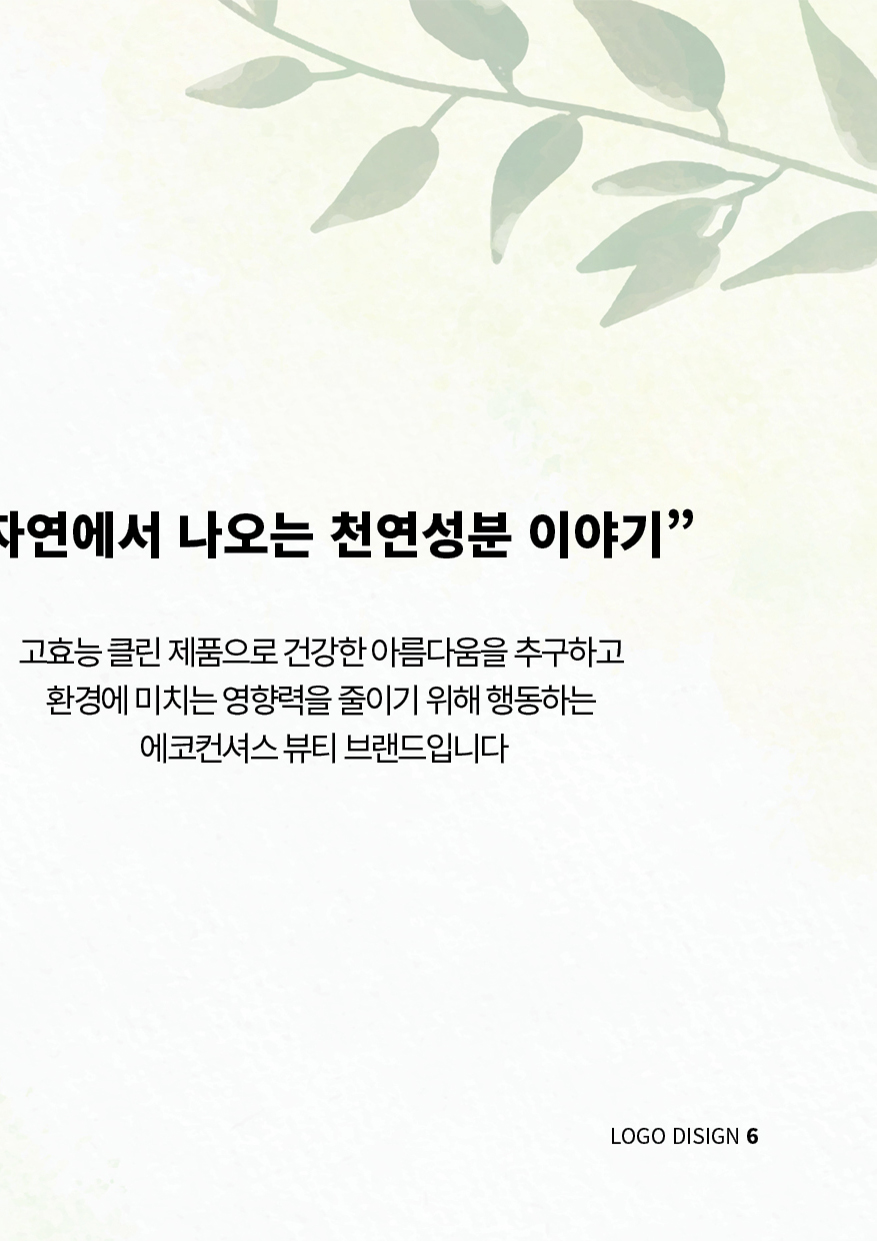 자연에서 나오는 천연성분 이야기”
고효능 클린 제품으로 건강한 아름다움을 추구하고
환경에 미치는 영향력을 줄이기 위해 행동하는
에코컨셔스 뷰티 브랜드입니다
LOGO DISIGN 6